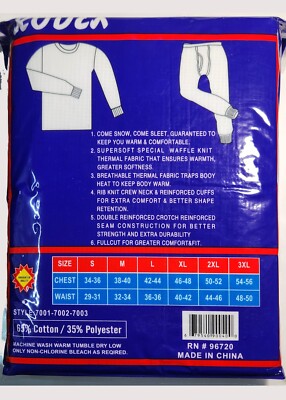 1. COME SNOW, COME SLEET, GUARANTEED TO
KEEP YOU WARM & COMFORTABLE.
2. SUPERSOFT SPECIAL WAFFLE KNIT
THERMAL FABRIC THAT ENSURES WARMTH,
GREATER SOFTNESS.
3. BREATHABLE THERMAL FABRIC TRAPS BODY
HEAT TO KEEP BODY WARM.
4. RIB KNIT CREW NECK & REINFORCED CUFFS
FOR EXTRA COMFORT & BETTER SHAPE
RETENTION.
5. DOUBLE REINFORCED CROTCH REINFORCED
SEAM CONSTRUCTION FOR BETTER
STRENGTH AND EXTRA DURABILITY
6. FULLCUT FOR GREATER COMFORT&FIT.
SIZE S M L XL 2XL 3XL
CHEST 34-36 38-40 42-44 46-48 50-52 54-56
WAIST 29-31 32-34 36-36 40-42 44-46 48-50
STYLE 7001-7002-7003
65% Cotton / 35% Polyester
MACHINE WASH WARM TUMBLE DRY LOW
ONLY NON-CHLORINE BLEACH AS REQIRED.
RN # 96720
MADE IN CHINA